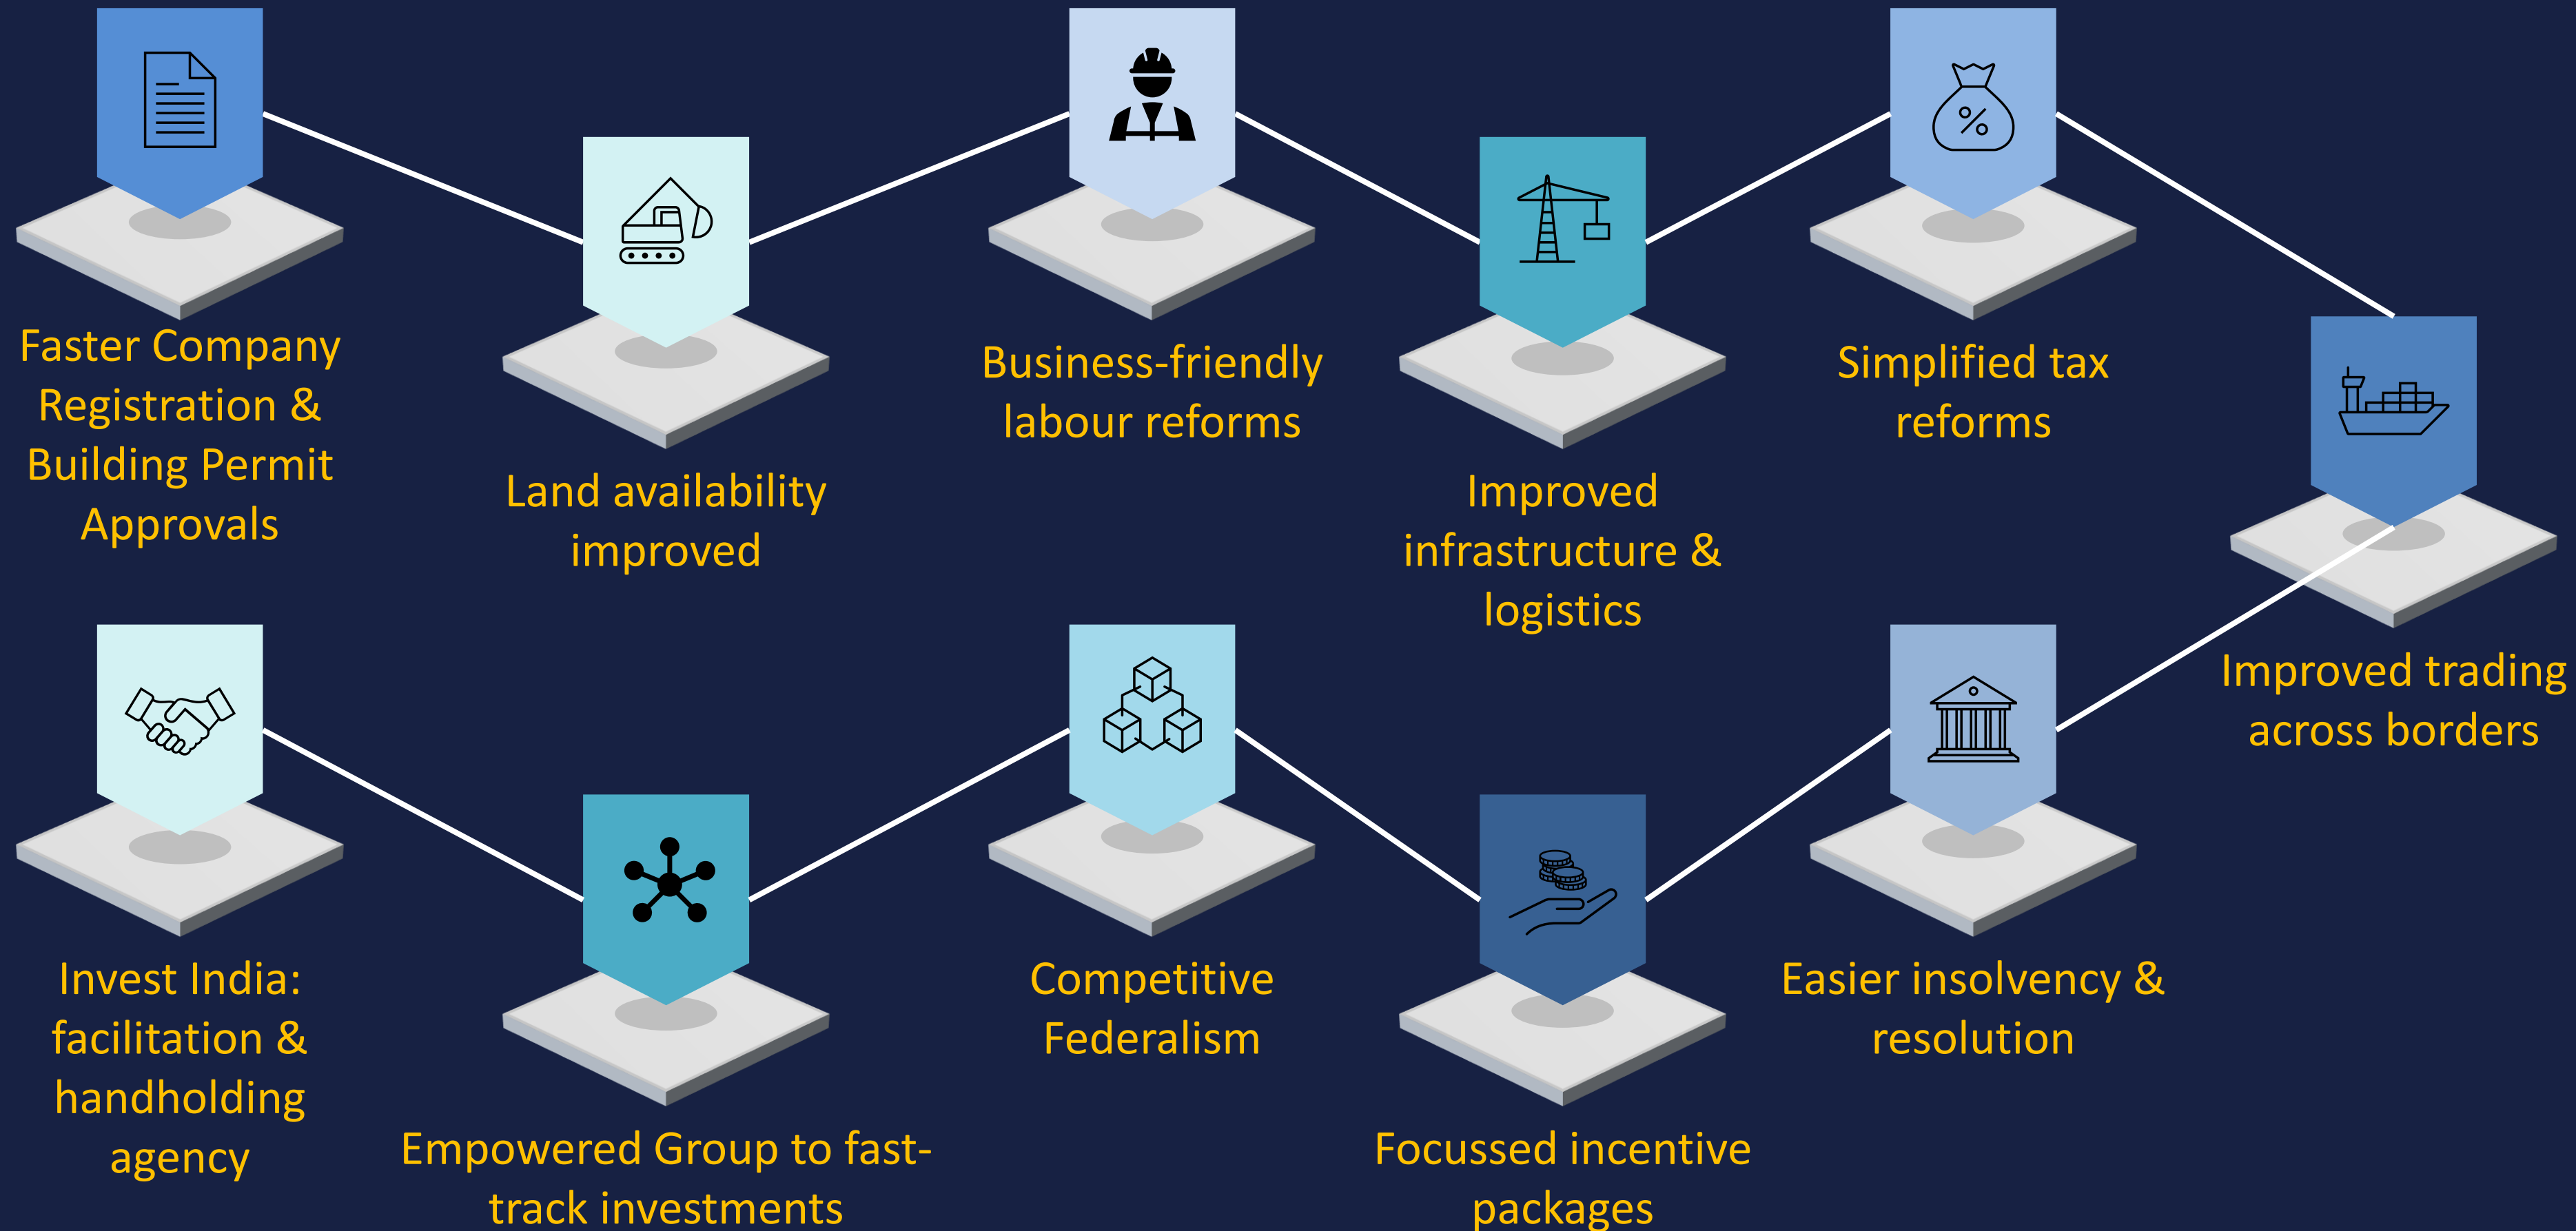 Faster Company
Registration &
Building Permit
Approvals
Land availability
improved
Business-friendly
labour reforms
Improved
infrastructure &
logistics
Simplified tax
reforms
Improved trading
across borders
Invest India:
facilitation &
handholding
agency
Empowered Group to fast-
track investments
Competitive
Federalism
Focussed incentive
packages
Easier insolvency &
resolution